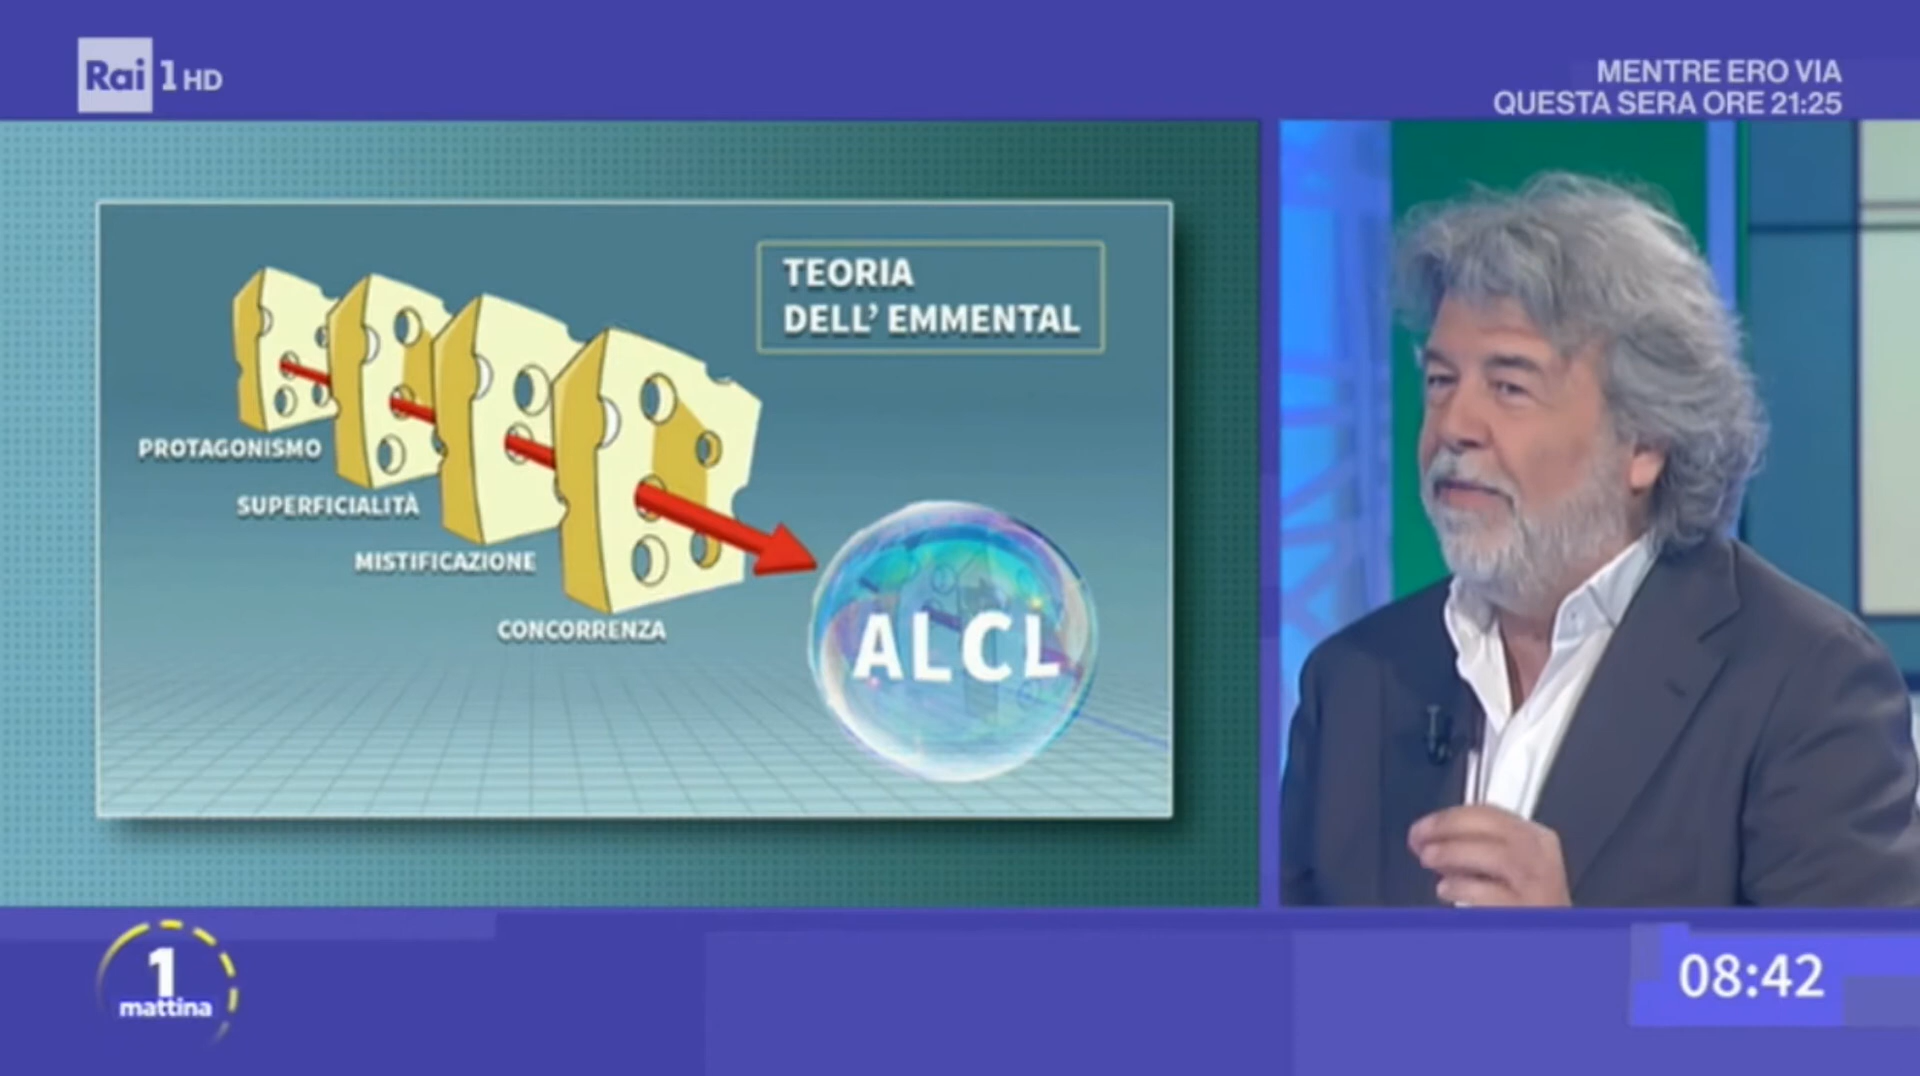 Rai 1 HD
MENTRE ERO VIA
QUESTA SERA ORE 21:25
TEORIA
DELL' EMMENTAL
PROTAGONISMO
SUPERFICIALITÀ
MISTIFICAZIONE
CONCORRENZA
ALCL
1
mattina
08:42